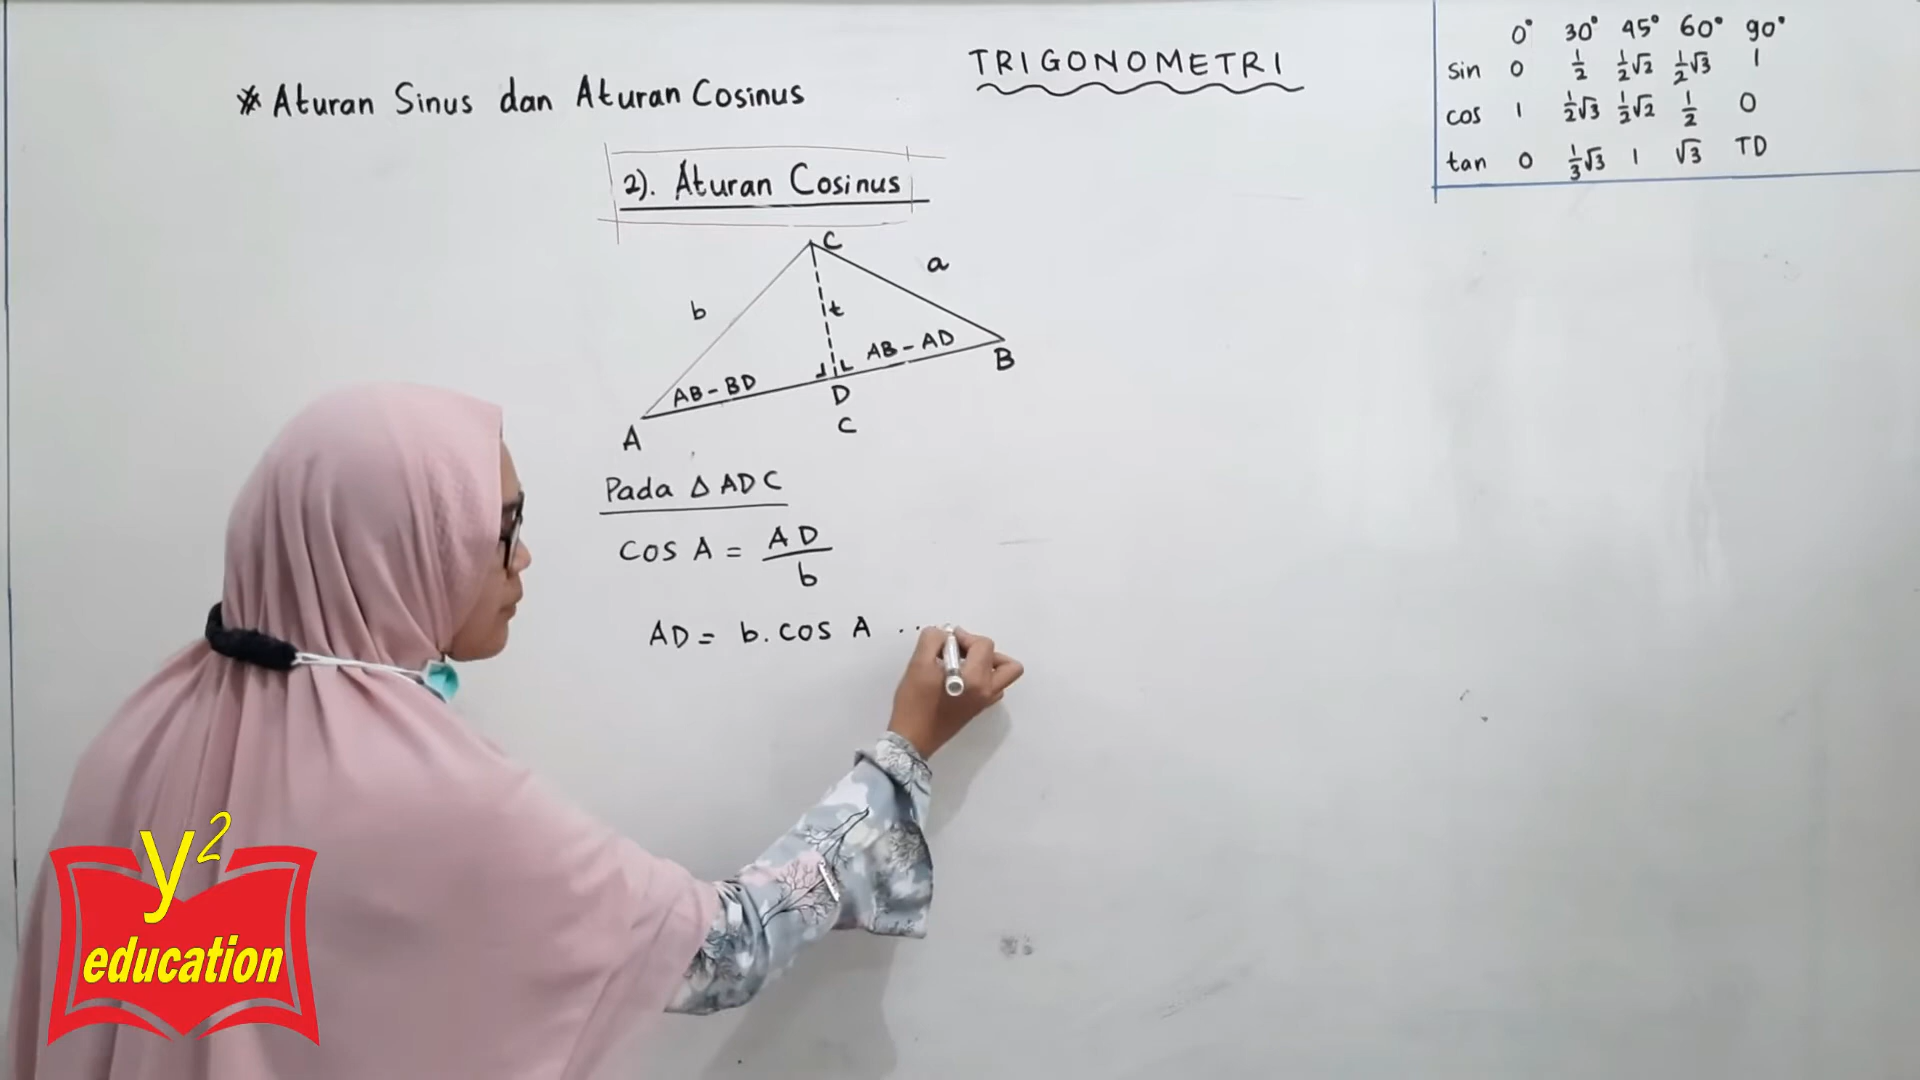 TRIGONOMETRI
* Aturan Sinus dan Aturan Cosinus
0° 30° 45° 60° 90°
sin 0 1/2 1/2√2 1/2√3 1
cos 1 1/2√3 1/2√2 1/2 0
tan 0 1/3√3 1 √3 TD
2). Aturan Cosinus
C
a
b
t
AB - AD
B
AB - BD
D
A
C
Pada Δ ADC
COS A = AD/b
AD = b. COS A ...
y²
education